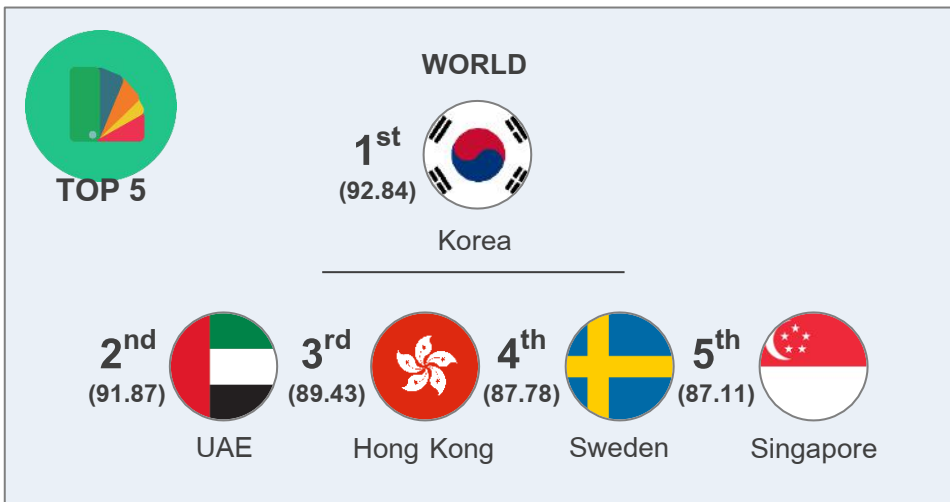 WORLD
TOP 5
1st
(92.84)
Korea
2nd
(91.87)
UAE
3rd
(89.43)
Hong Kong
4th
(87.78)
Sweden
5th
(87.11)
Singapore